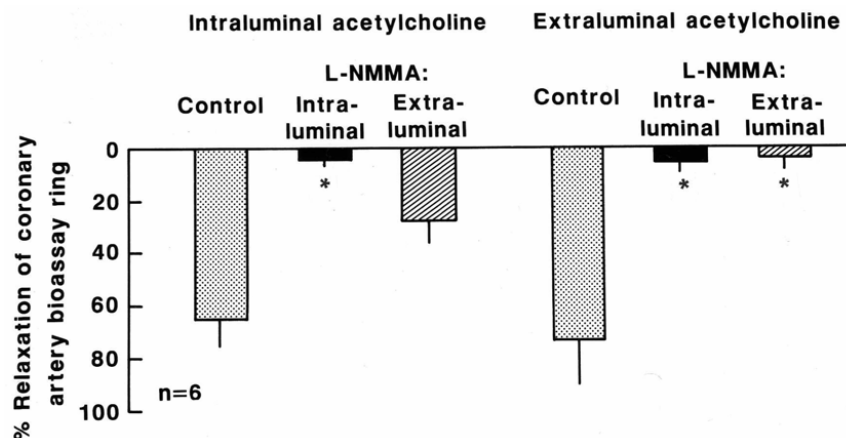 Intraluminal acetylcholine
Extraluminal acetylcholine
L-NMMA:
L-NMMA:
Control
Intra-
luminal
Extra-
luminal
Control
Intra-
luminal
Extra-
luminal
0
20
40
60
80
100
% Relaxation of coronary
artery bioassay ring
*
*
*
n=6